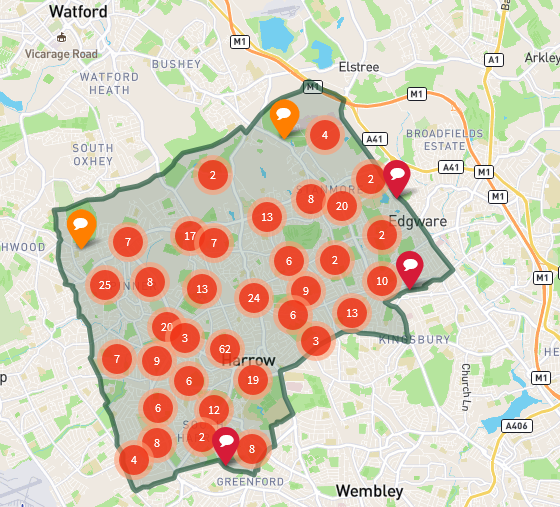 Watford
M1
A1
Elstree
Arkley
Vicarage Road
BUSHEY
WATFORD
HEATH
M1
M1
4
A41
BROADFIELDS
ESTATE
SOUTH
OXHEY
A41
M1
2
2
8
20
M1
13
Edgware
7
17
7
2
HWOOD
6
2
M1
25
8
13
24
9
10
6
13
20
3
62
3
KINGSBURY
7
9
Harrow
M1
6
19
Church Ln
6
12
A406
8
2
8
4
GREENFORD
Wembley